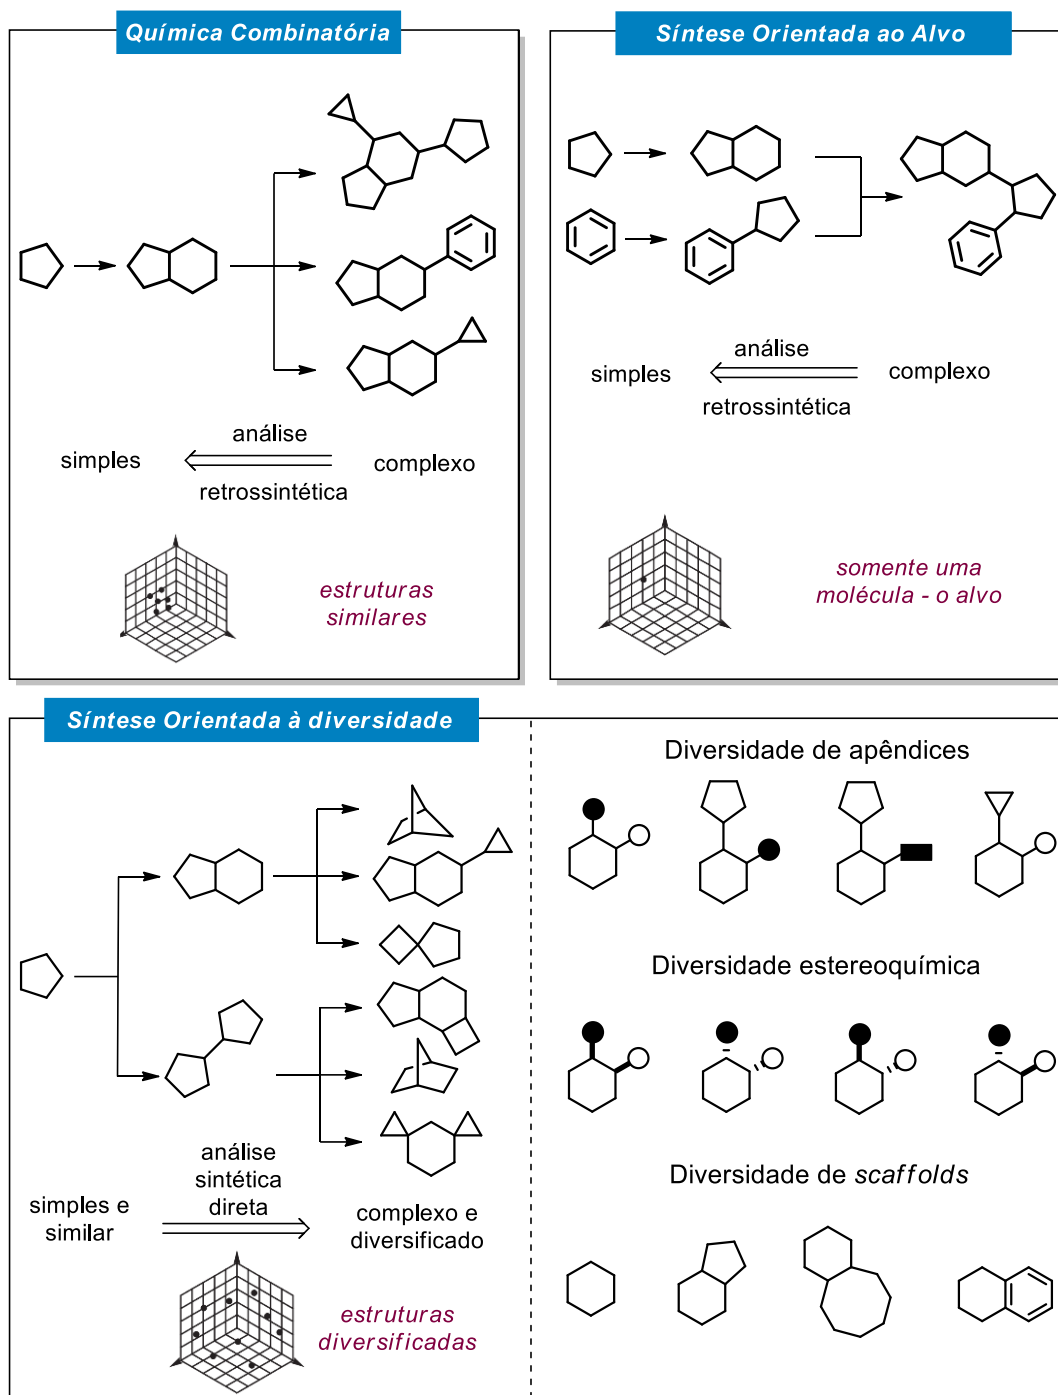 Química Combinatória
análise
simples
complexo
retrossintética
estruturas
similares
Síntese Orientada ao Alvo
análise
simples
complexo
retrossintética
somente uma
molécula - o alvo
Síntese Orientada à diversidade
análise
sintética
direta
simples e
similar
complexo e
diversificado
estruturas
diversificadas
Diversidade de apêndices
Diversidade estereoquímica
Diversidade de scaffolds